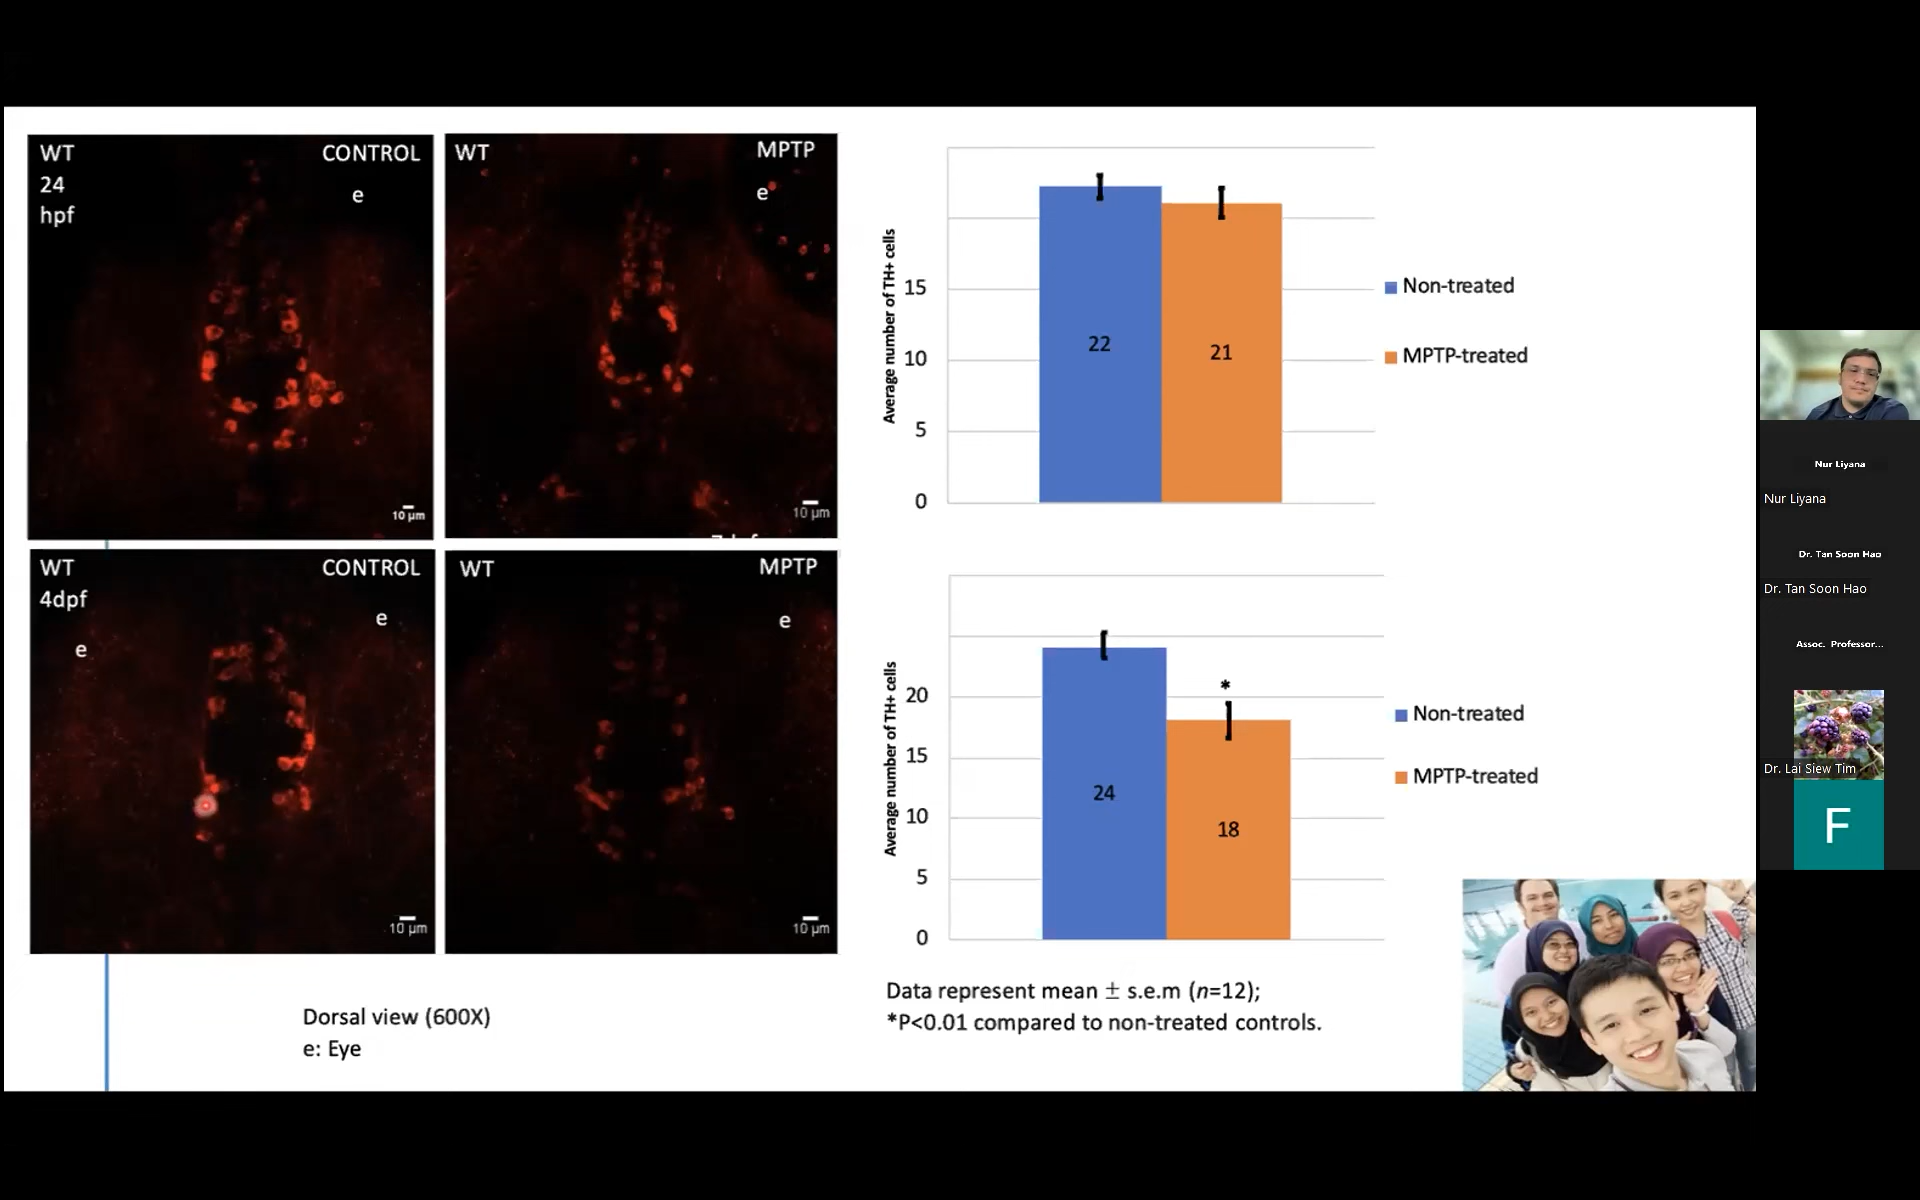 WT
24
hpf
CONTROL
e
10 µm
WT
MPTP
e
10 µm
WT
4dpf
CONTROL
e
e
10 µm
WT
MPTP
e
10 µm
Dorsal view (600X)
e: Eye
Average number of TH+ cells
15
10
5
0
22
21
Non-treated
MPTP-treated
Average number of TH+ cells
20
15
10
5
0
24
*
18
Non-treated
MPTP-treated
Data represent mean ± s.e.m (n=12);
*P<0.01 compared to non-treated controls.
Nur Liyana
Nur Liyana
Dr. Tan Soon Hao
Dr. Tan Soon Hao
Assoc. Professor...
Dr. Lai Siew Tim
F